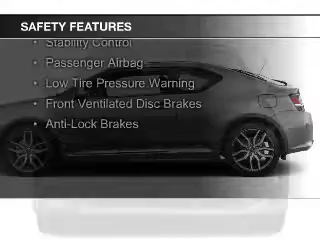 SAFETY FEATURES
• Stability Control
• Passenger Airbag
• Low Tire Pressure Warning
• Front Ventilated Disc Brakes
• Anti-Lock Brakes